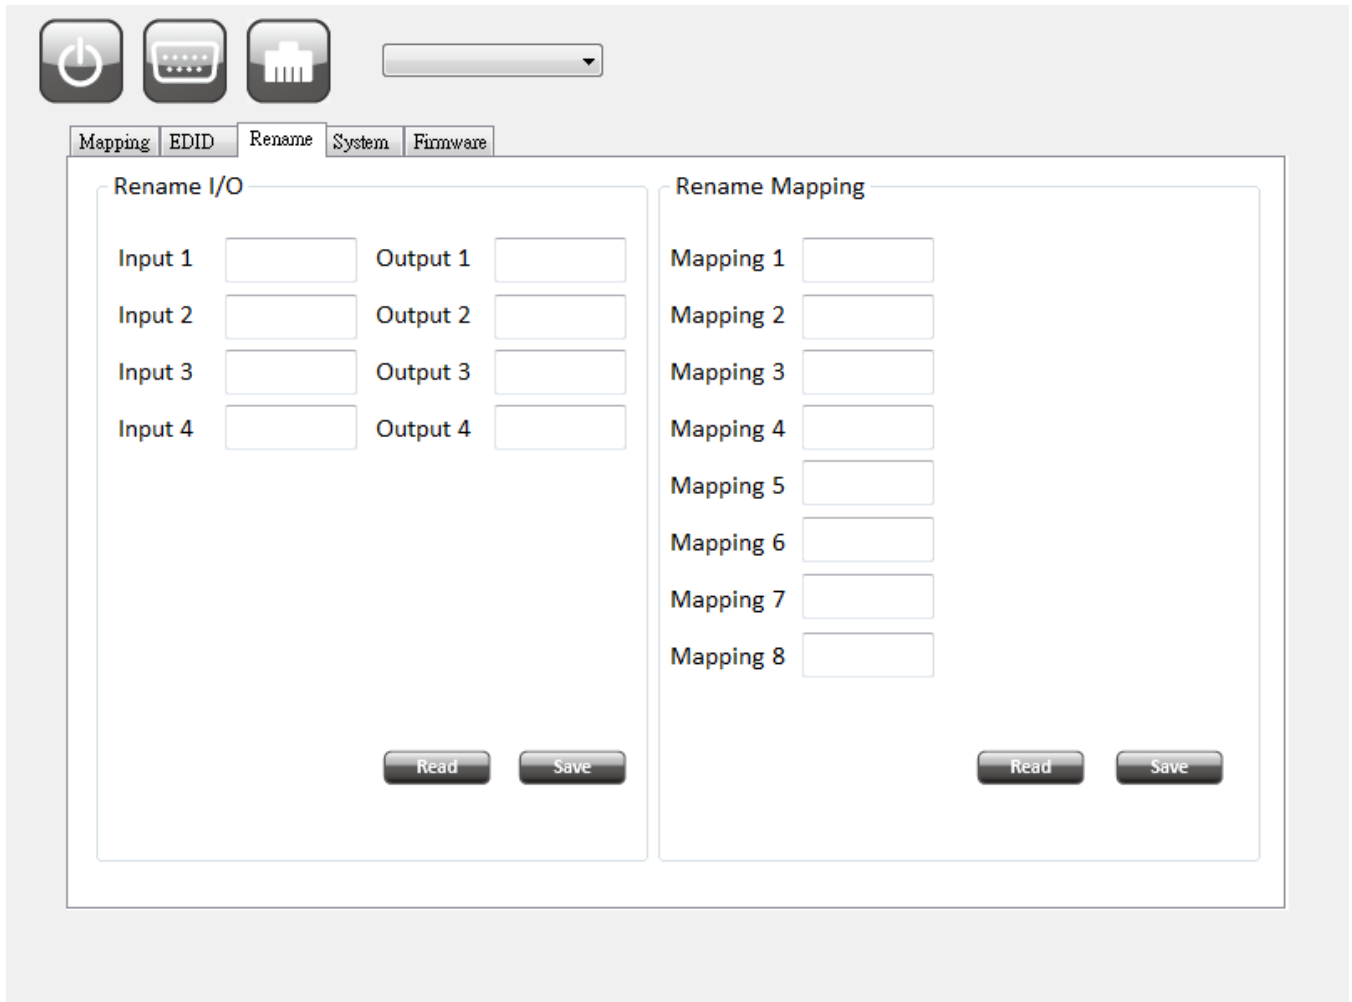 Mapping EDID Rename System Firmware
Rename I/O
Rename Mapping
Input 1 Output 1 Mapping 1
Input 2 Output 2 Mapping 2
Input 3 Output 3 Mapping 3
Input 4 Output 4 Mapping 4
Mapping 5
Mapping 6
Mapping 7
Mapping 8
Read Save Read Save